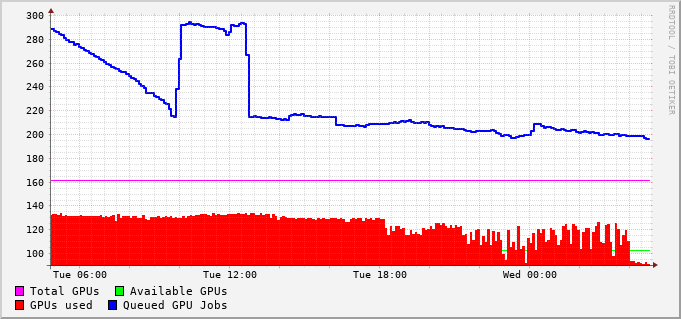 300
280
260
240
220
200
180
160
140
120
100
Tue 06:00 Tue 12:00 Tue 18:00 Wed 00:00
Total GPUs Available GPUs
GPUs used Queued GPU Jobs
RRDTOOL / TOBI OETIKER